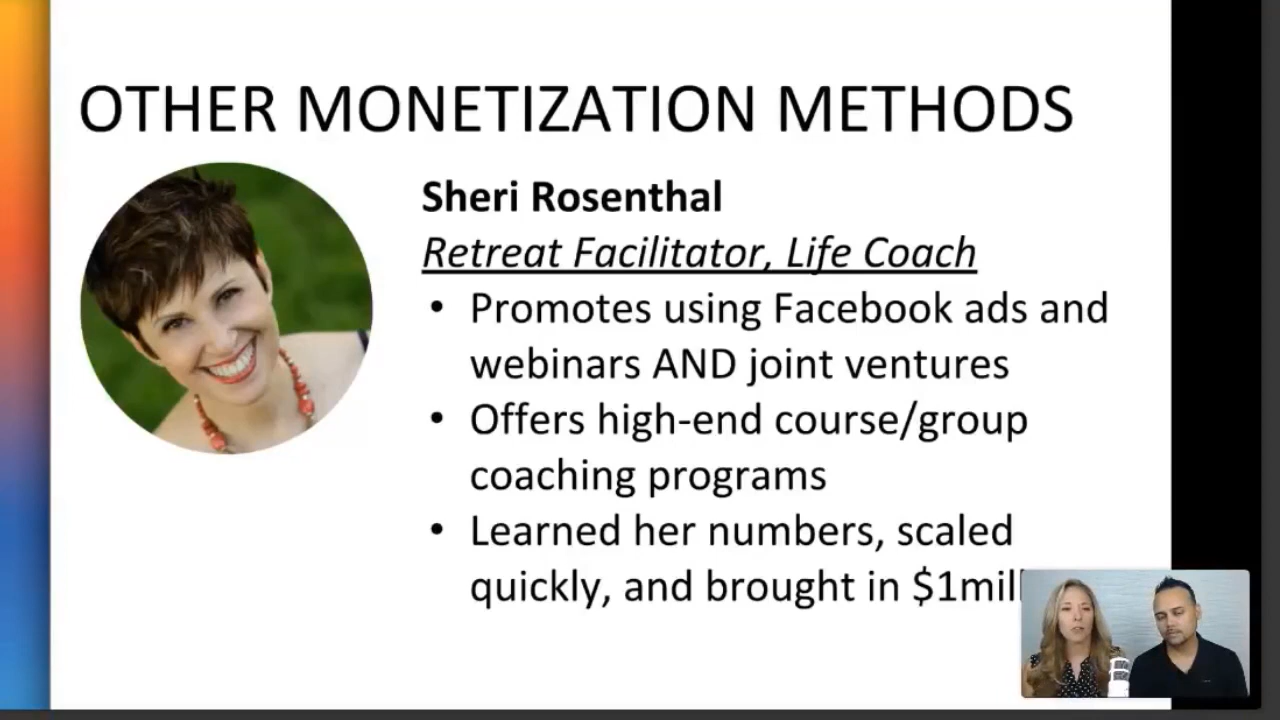 OTHER MONETIZATION METHODS
Sheri Rosenthal
Retreat Facilitator, Life Coach
• Promotes using Facebook ads and
webinars AND joint ventures
• Offers high-end course/group
coaching programs
• Learned her numbers, scaled
quickly, and brought in